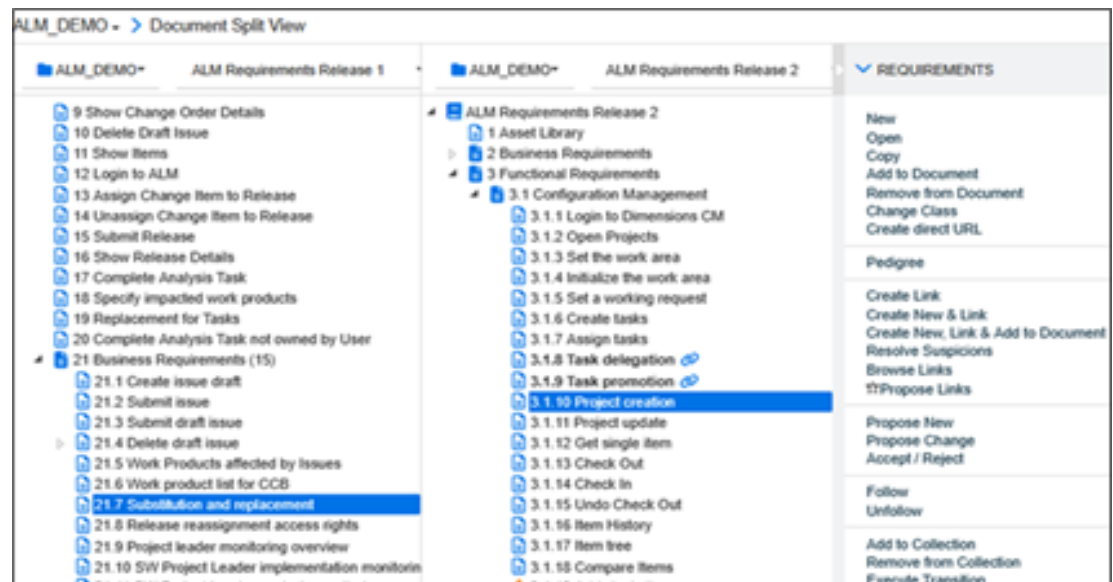 ALM_DEMO Document Split View
ALM_DEMO ALM Requirements Release 1
9 Show Change Order Details
10 Delete Draft Issue
11 Show Items
12 Login to ALM
13 Assign Change Item to Release
14 Unassign Change Item to Release
15 Submit Release
16 Show Release Details
17 Complete Analysis Task
18 Specify impacted work products
19 Replacement for Tasks
20 Complete Analysis Task not owned by User
21 Business Requirements (15)
21.1 Create issue draft
21.2 Submit issue
21.3 Submit draft issue
21.4 Delete draft issue
21.5 Work Products affected by Issues
21.6 Work product list for CCB
21.7 Substitution and replacement
21.8 Release reassignment access rights
21.9 Project leader monitoring overview
21.10 SW Project Leader implementation monitorin
ALM_DEMO ALM Requirements Release 2
ALM Requirements Release 2
1 Asset Library
2 Business Requirements
3 Functional Requirements
3.1 Configuration Management
3.1.1 Login to Dimensions CM
3.1.2 Open Projects
3.1.3 Set the work area
3.1.4 Initialize the work area
3.1.5 Set a working request
3.1.6 Create tasks
3.1.7 Assign tasks
3.1.8 Task delegation
3.1.9 Task promotion
3.1.10 Project creation
3.1.11 Project update
3.1.12 Get single item
3.1.13 Check Out
3.1.14 Check In
3.1.15 Undo Check Out
3.1.16 Item History
3.1.17 Item tree
3.1.18 Compare Items
REQUIREMENTS
New
Open
Copy
Add to Document
Remove from Document
Change Class
Create direct URL
Pedigree
Create Link
Create New & Link
Create New, Link & Add to Document
Resolve Suspicions
Browse Links
Propose Links
Propose New
Propose Change
Accept / Reject
Follow
Unfollow
Add to Collection
Remove from Collection
Execute Transition